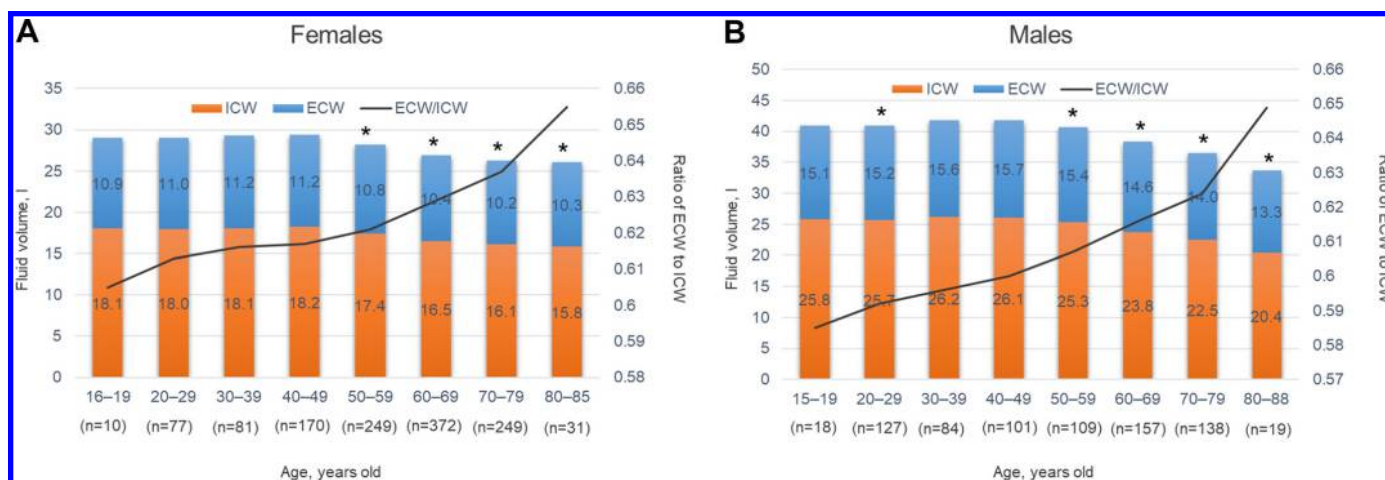 A
Females
35
30
25
20
15
10
5
0
Fluid volume, l
ICW ECW ECW/ICW
* * * *
10.9 11.0 11.2 11.2 10.8 10.4 10.2 10.3
18.1 18.0 18.1 18.2 17.4 16.5 16.1 15.8
0.66
0.65
0.64
0.63
0.62
0.61
0.6
0.59
0.58
Ratio of ECW to ICW
16–19 20–29 30–39 40–49 50–59 60–69 70–79 80–85
(n=10) (n=77) (n=81) (n=170) (n=249) (n=372) (n=249) (n=31)
Age, years old
B
Males
50
45
40
35
30
25
20
15
10
5
0
Fluid volume, l
ICW ECW ECW/ICW
* * * * *
15.1 15.2 15.6 15.7 15.4 14.6 14.0 13.3
25.8 25.7 26.2 26.1 25.3 23.8 22.5 20.4
0.66
0.65
0.64
0.63
0.62
0.61
0.6
0.59
0.58
0.57
Ratio of ECW to ICW
15–19 20–29 30–39 40–49 50–59 60–69 70–79 80–88
(n=18) (n=127) (n=84) (n=101) (n=109) (n=157) (n=138) (n=19)
Age, years old